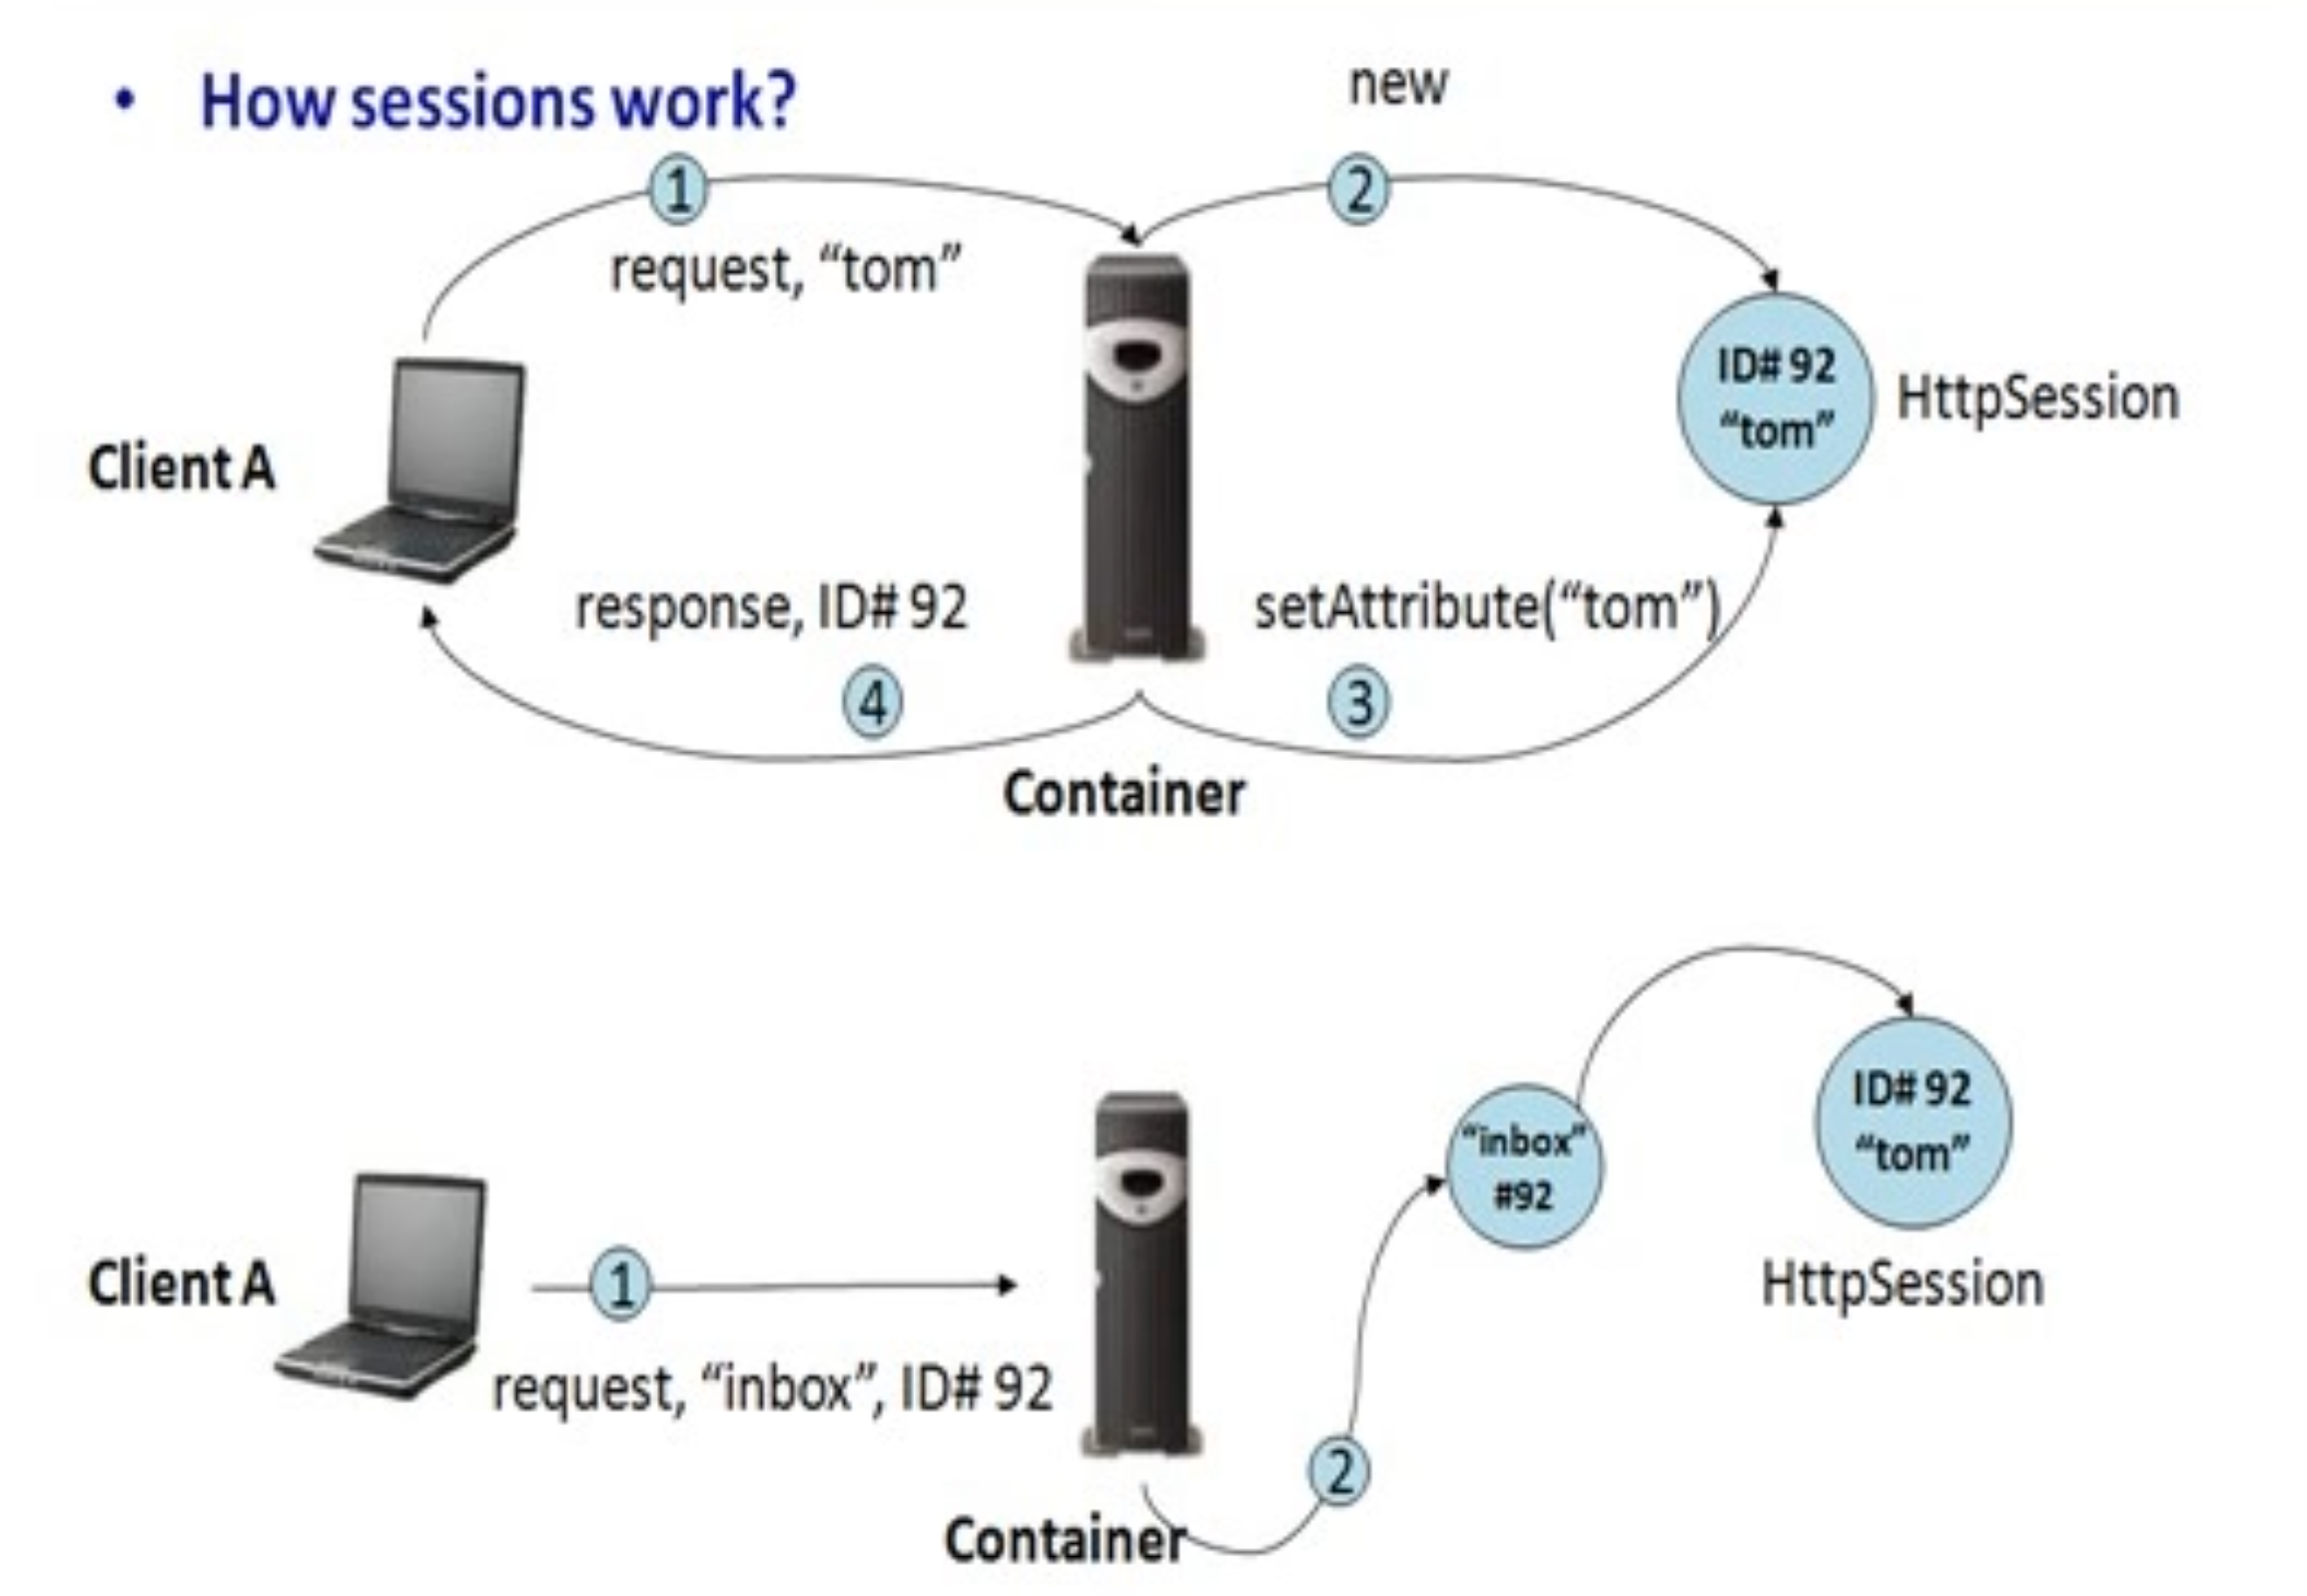 • How sessions work?
new
1
2
request, “tom”
ID# 92
“tom”
HttpSession
Client A
response, ID# 92
setAttribute(“tom”)
4
3
Container
ID# 92
“tom”
“inbox”
#92
HttpSession
Client A
1
request, “inbox”, ID# 92
2
Container